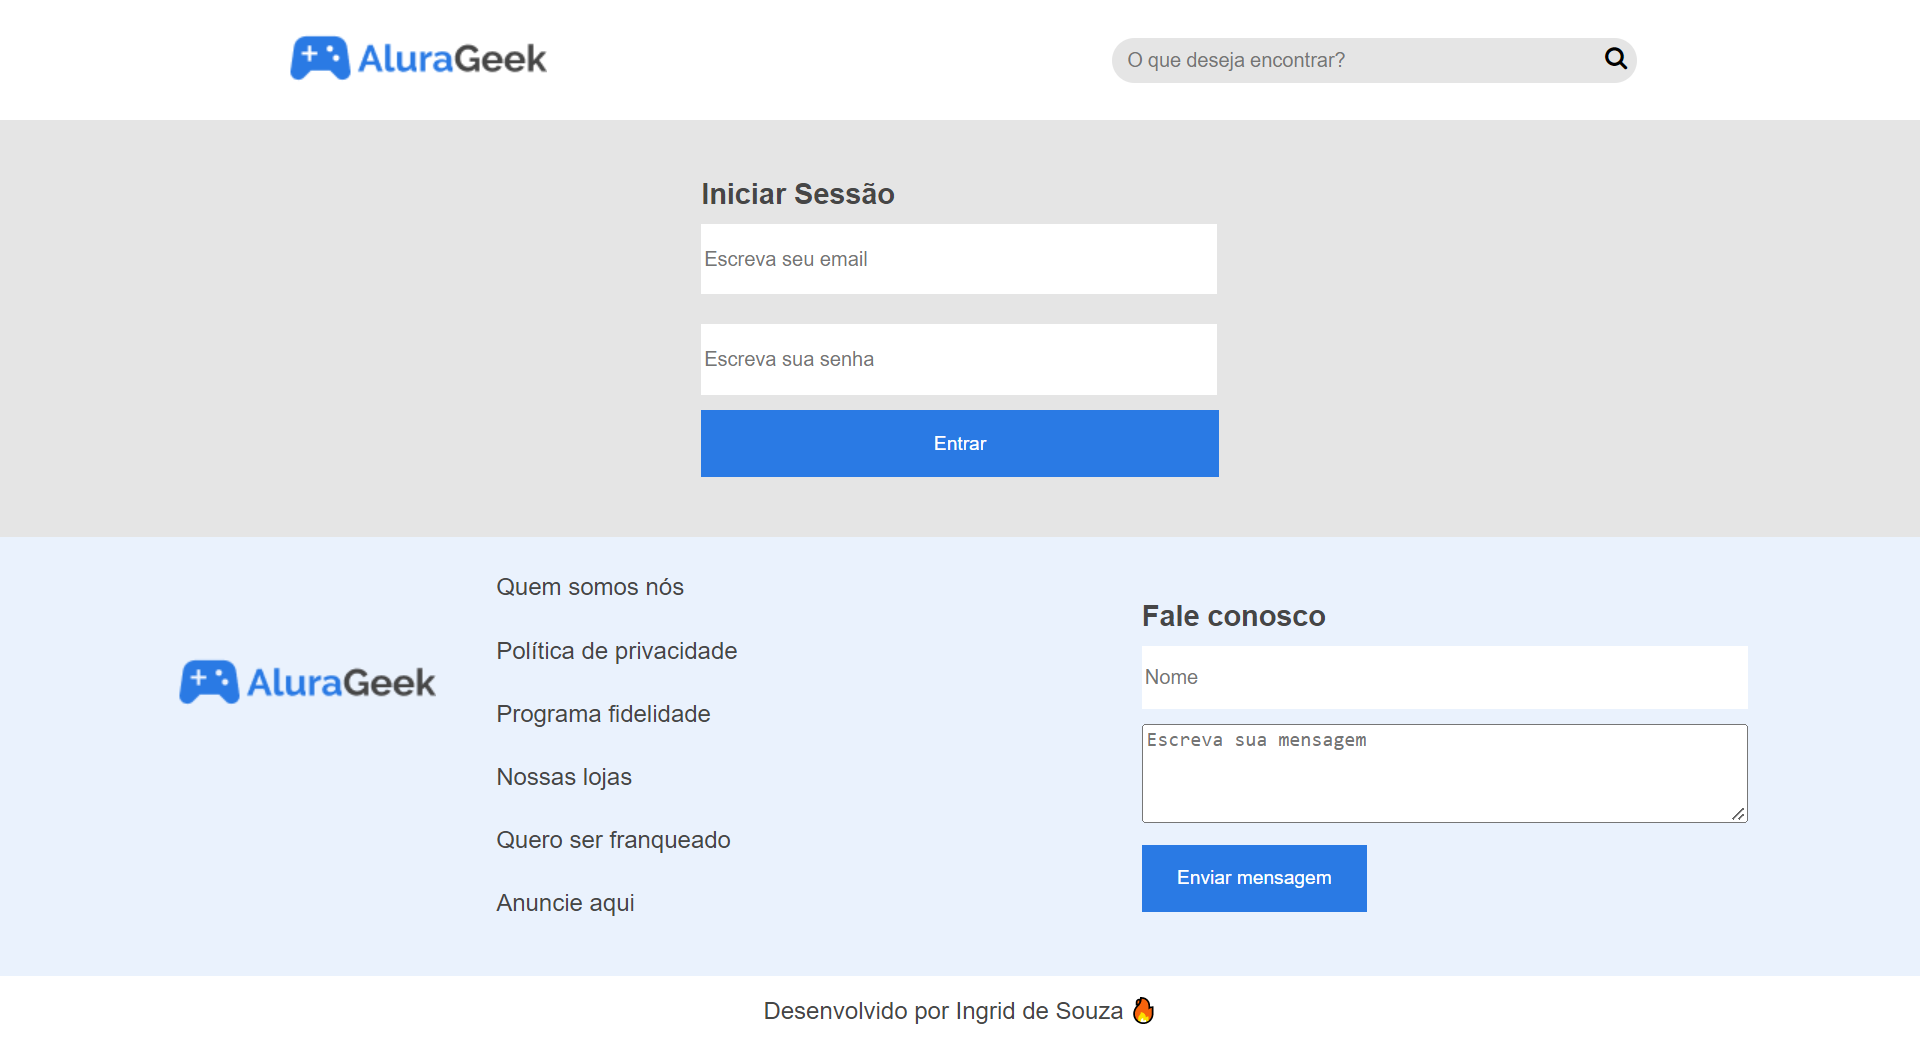 AluraGeek
O que deseja encontrar?
Iniciar Sessão
Escreva seu email
Escreva sua senha
Entrar
AluraGeek
Quem somos nós
Política de privacidade
Programa fidelidade
Nossas lojas
Quero ser franqueado
Anuncie aqui
Fale conosco
Nome
Escreva sua mensagem
Enviar mensagem
Desenvolvido por Ingrid de Souza 🔥